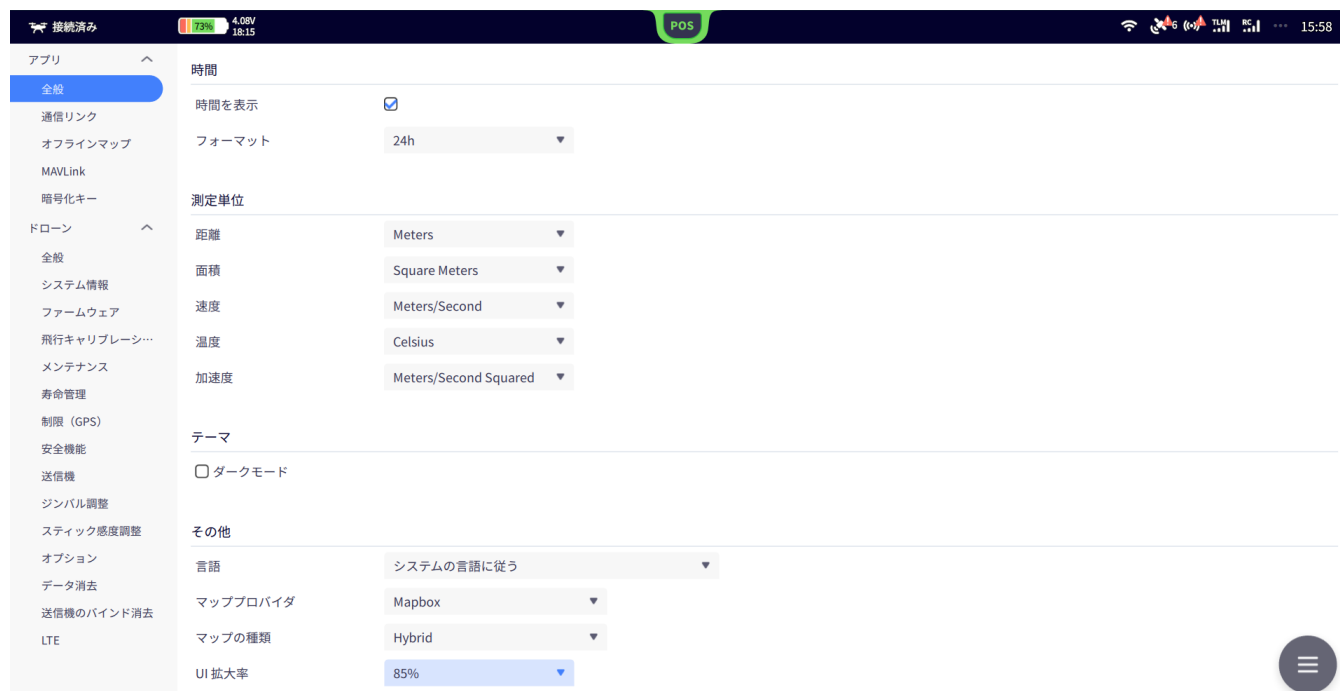 接続済み
73%
4.08V
18:15
POS
6
TLM
RC
15:58
アプリ
全般
通信リンク
オフラインマップ
MAVLink
暗号化キー
ドローン
全般
システム情報
ファームウェア
飛行キャリブレーシ…
メンテナンス
寿命管理
制限（GPS）
安全機能
送信機
ジンバル調整
スティック感度調整
オプション
データ消去
送信機のバインド消去
LTE
時間
時間を表示
フォーマット 24h
測定単位
距離 Meters
面積 Square Meters
速度 Meters/Second
温度 Celsius
加速度 Meters/Second Squared
テーマ
ダークモード
その他
言語 システムの言語に従う
マッププロバイダ Mapbox
マップの種類 Hybrid
UI 拡大率 85%